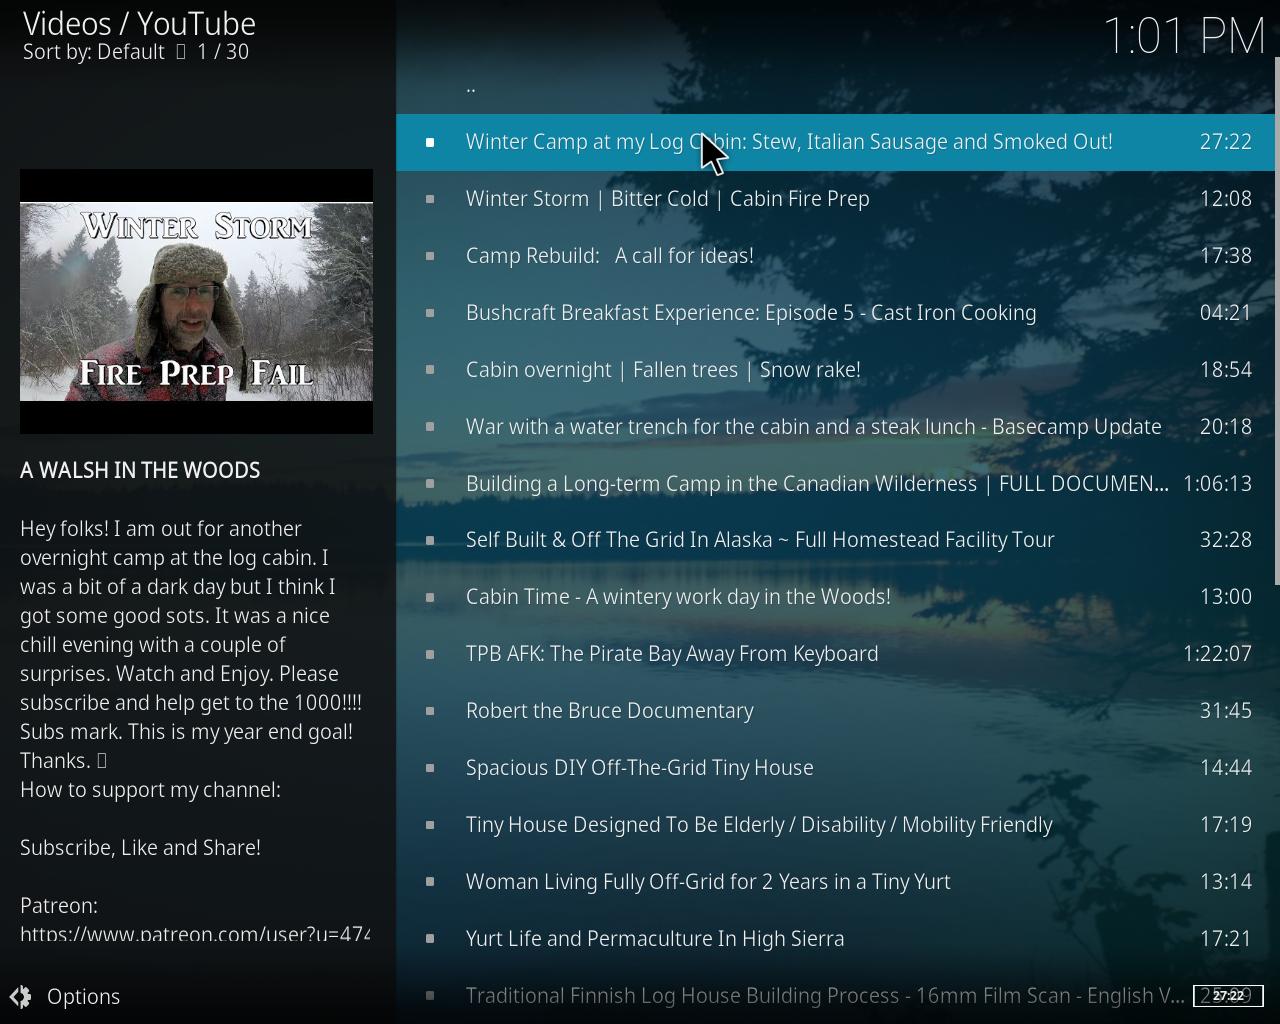 Videos / YouTube
Sort by: Default 1 / 30
1:01 PM
..
Winter Camp at my Log Cabin: Stew, Italian Sausage and Smoked Out! 27:22
Winter Storm | Bitter Cold | Cabin Fire Prep 12:08
Camp Rebuild: A call for ideas! 17:38
Bushcraft Breakfast Experience: Episode 5 - Cast Iron Cooking 04:21
Cabin overnight | Fallen trees | Snow rake! 18:54
War with a water trench for the cabin and a steak lunch - Basecamp Update 20:18
Building a Long-term Camp in the Canadian Wilderness | FULL DOCUMEN... 1:06:13
Self Built & Off The Grid In Alaska ~ Full Homestead Facility Tour 32:28
Cabin Time - A wintery work day in the Woods! 13:00
TPB AFK: The Pirate Bay Away From Keyboard 1:22:07
Robert the Bruce Documentary 31:45
Spacious DIY Off-The-Grid Tiny House 14:44
Tiny House Designed To Be Elderly / Disability / Mobility Friendly 17:19
Woman Living Fully Off-Grid for 2 Years in a Tiny Yurt 13:14
Yurt Life and Permaculture In High Sierra 17:21
Traditional Finnish Log House Building Process - 16mm Film Scan - English V...
27:22
WINTER STORM
FIRE PREP FAIL
A WALSH IN THE WOODS
Hey folks! I am out for another
overnight camp at the log cabin. I
was a bit of a dark day but I think I
got some good sots. It was a nice
chill evening with a couple of
surprises. Watch and Enjoy. Please
subscribe and help get to the 1000!!!!
Subs mark. This is my year end goal!
Thanks.
How to support my channel:
Subscribe, Like and Share!
Patreon:
https://www.patreon.com/user?u=474
Options